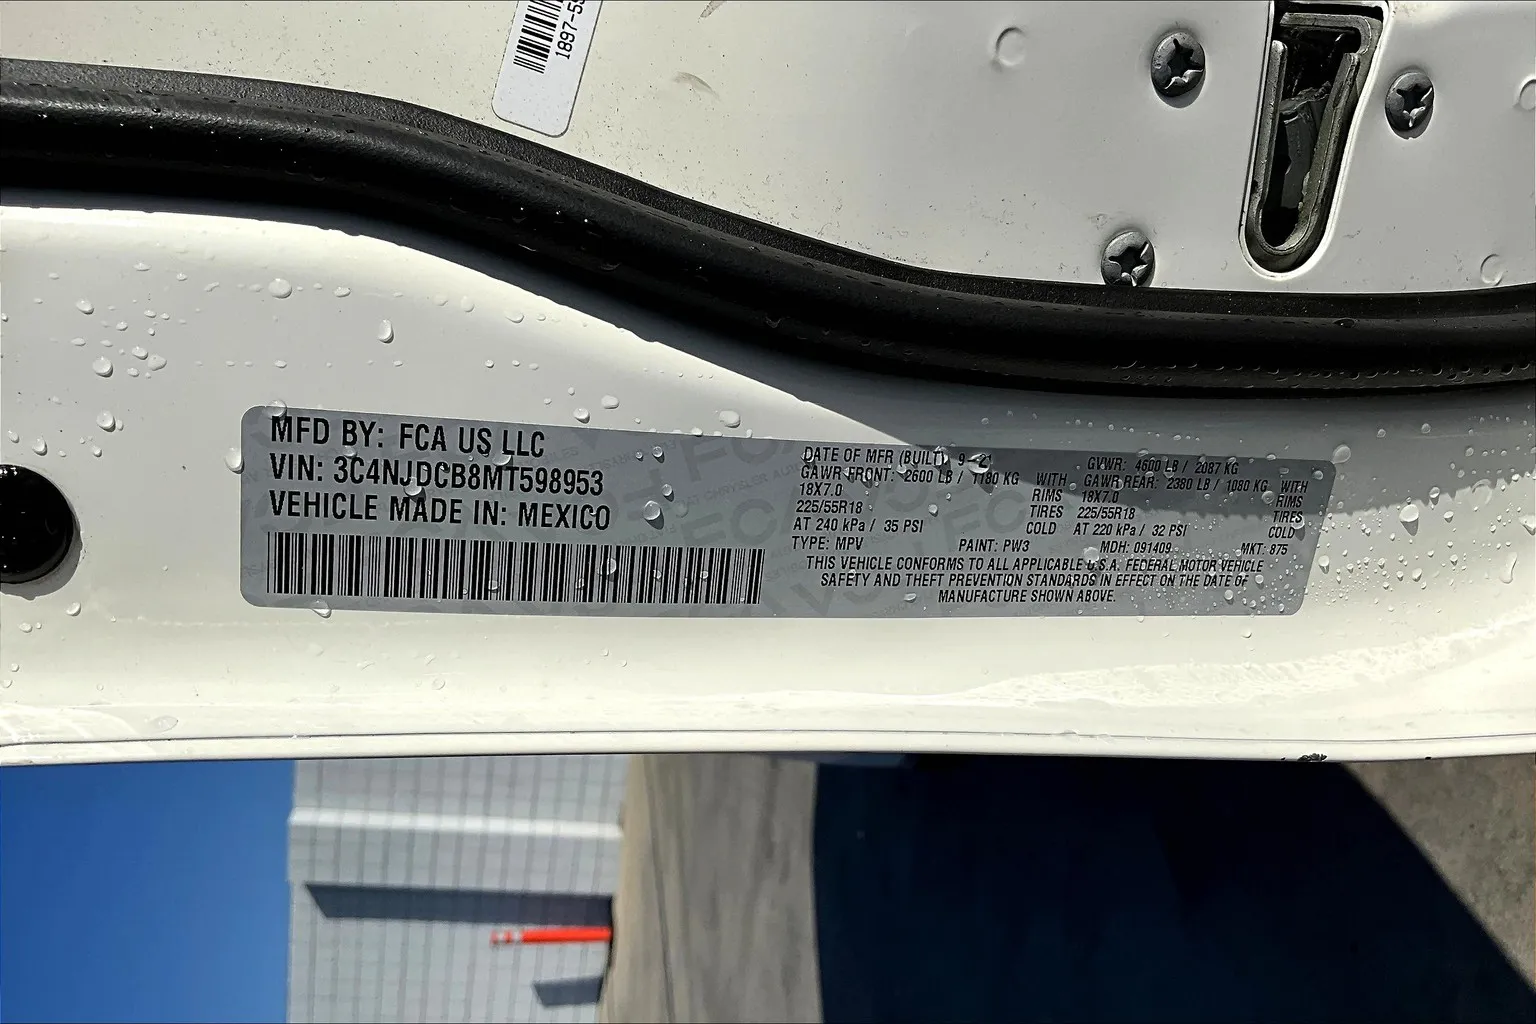 1897-5
MFD BY: FCA US LLC
VIN: 3C4NJDCB8MT598953
VEHICLE MADE IN: MEXICO
DATE OF MFR (BUILT) 9-21
GVWR: 4600 LB / 2087 KG
GAWR FRONT: 2600 LB / 1180 KG WITH
GAWR REAR: 2380 LB / 1080 KG WITH
18X7.0 RIMS 18X7.0 RIMS
225/55R18 TIRES 225/55R18 TIRES
AT 240 kPa / 35 PSI COLD AT 220 kPa / 32 PSI COLD
TYPE: MPV PAINT: PW3 MDH: 091409 MKT: 875
THIS VEHICLE CONFORMS TO ALL APPLICABLE U.S.A. FEDERAL MOTOR VEHICLE
SAFETY AND THEFT PREVENTION STANDARDS IN EFFECT ON THE DATE OF
MANUFACTURE SHOWN ABOVE.